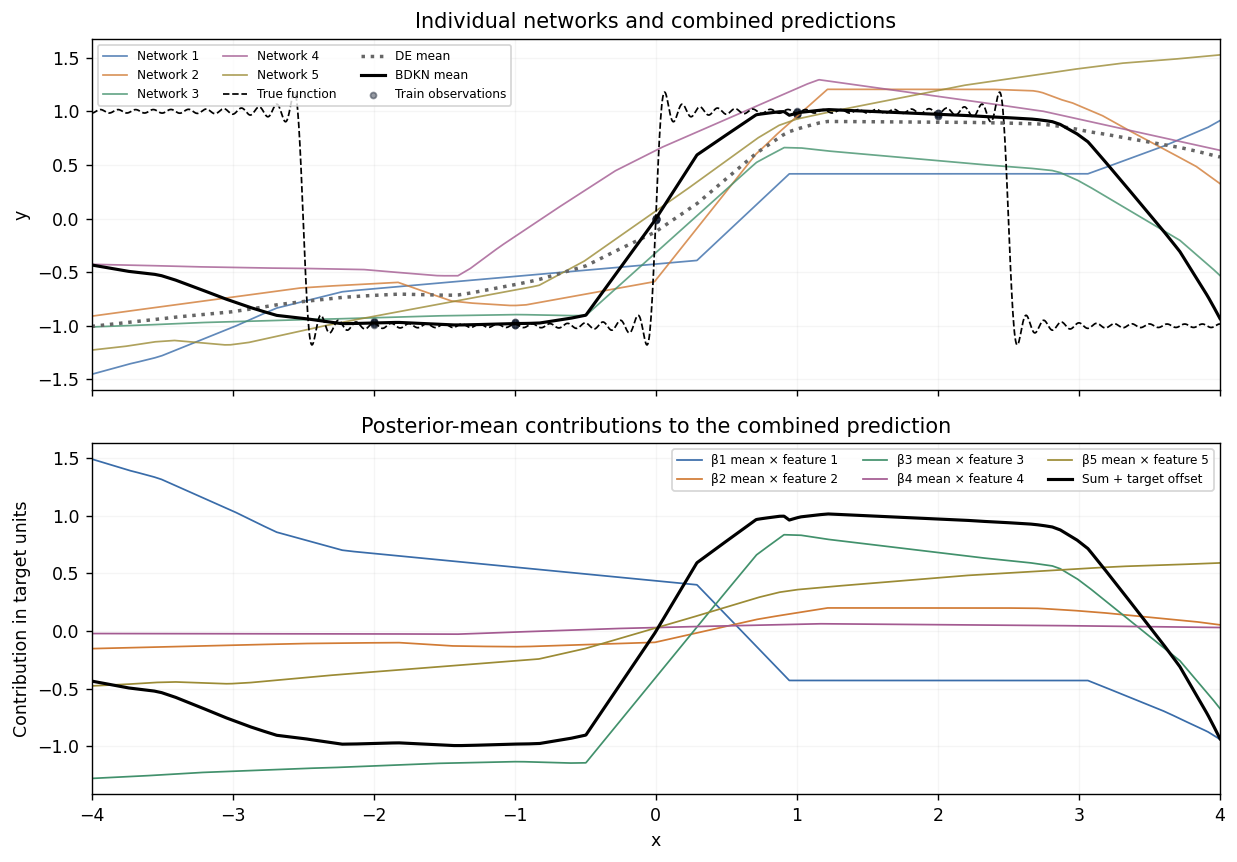 Individual networks and combined predictions
1.5
1.0
0.5
0.0
−0.5
−1.0
−1.5
y
Network 1
Network 2
Network 3
Network 4
Network 5
True function
DE mean
BDKN mean
Train observations
Posterior-mean contributions to the combined prediction
1.5
1.0
0.5
0.0
−0.5
−1.0
Contribution in target units
β1 mean × feature 1
β2 mean × feature 2
β3 mean × feature 3
β4 mean × feature 4
β5 mean × feature 5
Sum + target offset
−4
−3
−2
−1
0
1
2
3
4
x